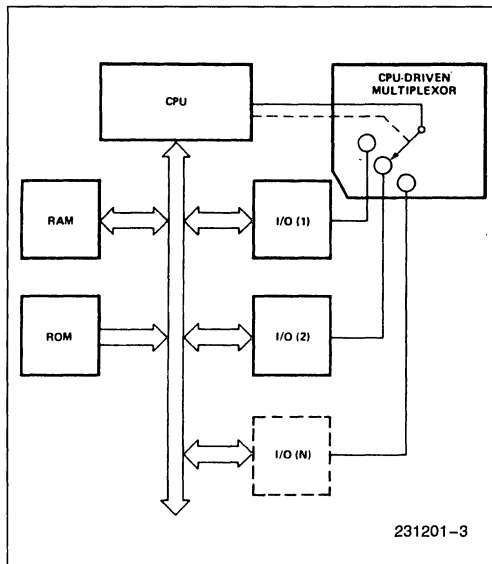 CPU
CPU-DRIVEN
MULTIPLEXOR
RAM
I/O (1)
ROM
I/O (2)
I/O (N)
231201-3